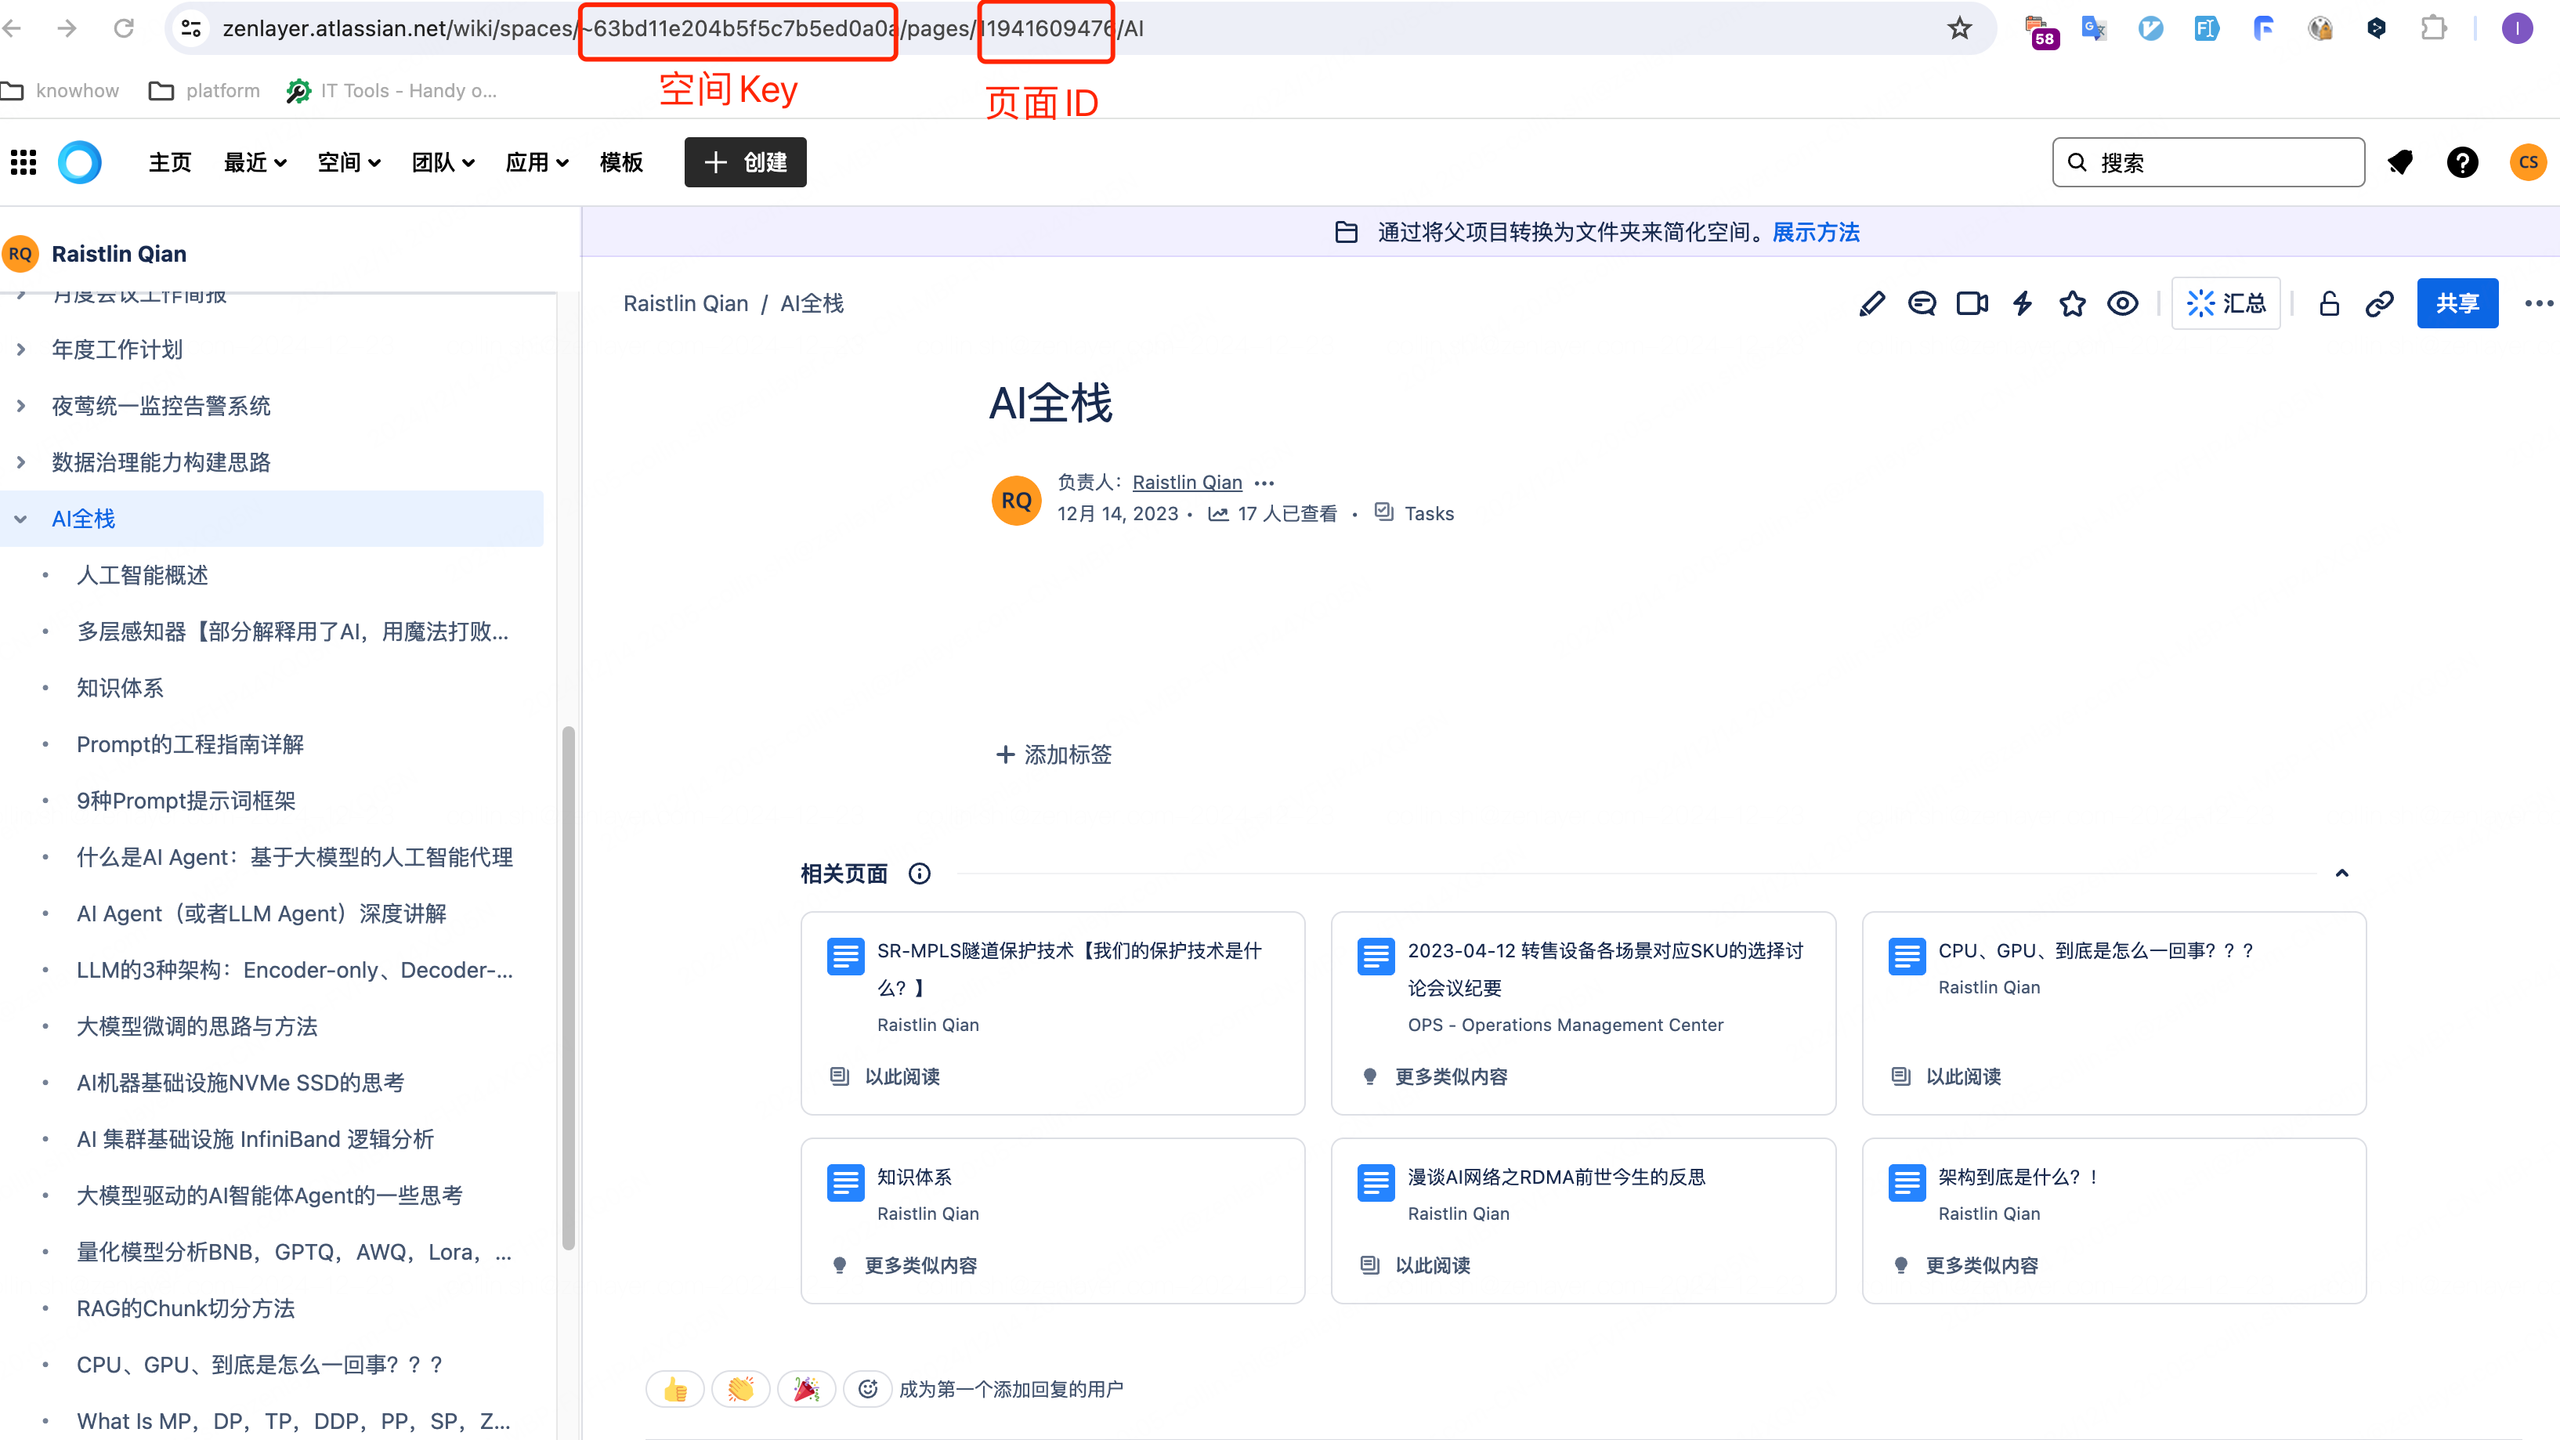 zenlayer.atlassian.net/wiki/spaces/~63bd11e204b5f5c7b5ed0a0a/pages/11941609476/AI
58
I
空间Key
页面ID
knowhow
platform
IT Tools - Handy o...
主页
最近
空间
团队
应用
模板
创建
搜索
CS
RQ
Raistlin Qian
通过将父项目转换为文件夹来简化空间。展示方法
月度会议工作简报
年度工作计划
夜莺统一监控告警系统
数据治理能力构建思路
AI全栈
人工智能概述
多层感知器【部分解释用了AI，用魔法打败...
知识体系
Prompt的工程指南详解
9种Prompt提示词框架
什么是AI Agent：基于大模型的人工智能代理
AI Agent（或者LLM Agent）深度讲解
LLM的3种架构：Encoder-only、Decoder-...
大模型微调的思路与方法
AI机器基础设施NVMe SSD的思考
AI 集群基础设施 InfiniBand 逻辑分析
大模型驱动的AI智能体Agent的一些思考
量化模型分析BNB，GPTQ，AWQ，Lora，...
RAG的Chunk切分方法
CPU、GPU、到底是怎么一回事？？？
What Is MP，DP，TP，DDP，PP，SP，Z...
Raistlin Qian / AI全栈
汇总
共享
AI全栈
RQ
负责人：Raistlin Qian
12月 14, 2023 • 17 人已查看 • Tasks
添加标签
相关页面
SR-MPLS隧道保护技术【我们的保护技术是什
么？】
Raistlin Qian
以此阅读
2023-04-12 转售设备各场景对应SKU的选择讨
论会议纪要
OPS - Operations Management Center
更多类似内容
CPU、GPU、到底是怎么一回事？？？
Raistlin Qian
以此阅读
知识体系
Raistlin Qian
更多类似内容
漫谈AI网络之RDMA前世今生的反思
Raistlin Qian
以此阅读
架构到底是什么？！
Raistlin Qian
更多类似内容
成为第一个添加回复的用户